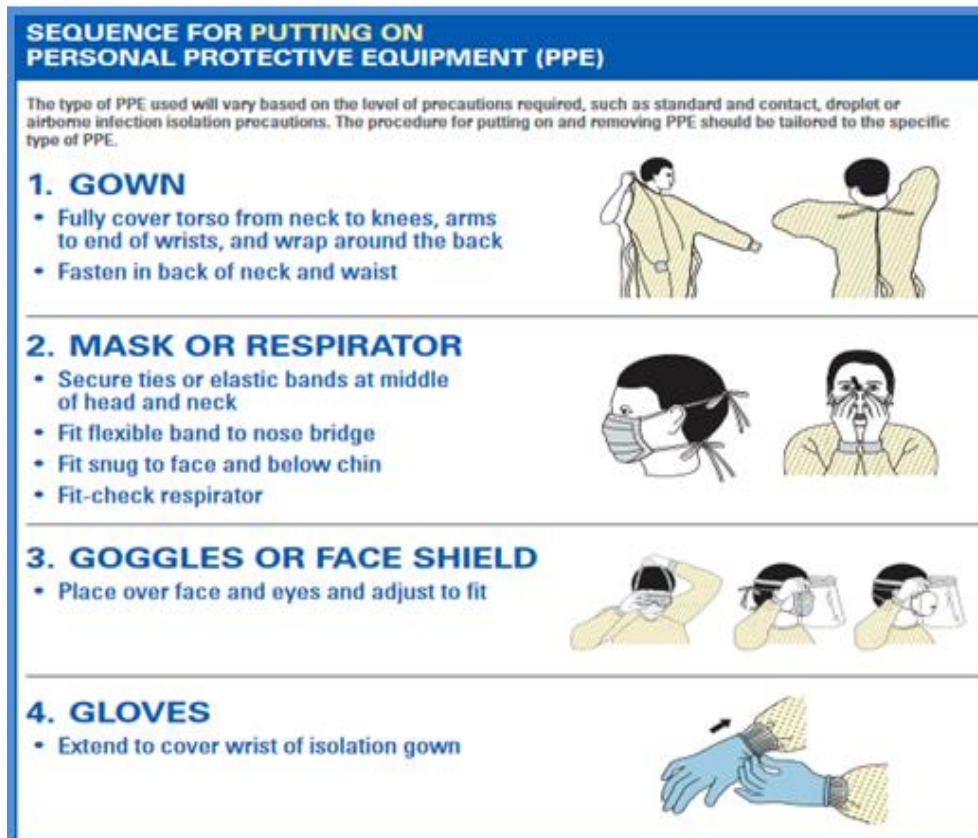 SEQUENCE FOR PUTTING ON
PERSONAL PROTECTIVE EQUIPMENT (PPE)
The type of PPE used will vary based on the level of precautions required, such as standard and contact, droplet or
airborne infection isolation precautions. The procedure for putting on and removing PPE should be tailored to the specific
type of PPE.
1. GOWN
• Fully cover torso from neck to knees, arms
to end of wrists, and wrap around the back
• Fasten in back of neck and waist
2. MASK OR RESPIRATOR
• Secure ties or elastic bands at middle
of head and neck
• Fit flexible band to nose bridge
• Fit snug to face and below chin
• Fit-check respirator
3. GOGGLES OR FACE SHIELD
• Place over face and eyes and adjust to fit
4. GLOVES
• Extend to cover wrist of isolation gown